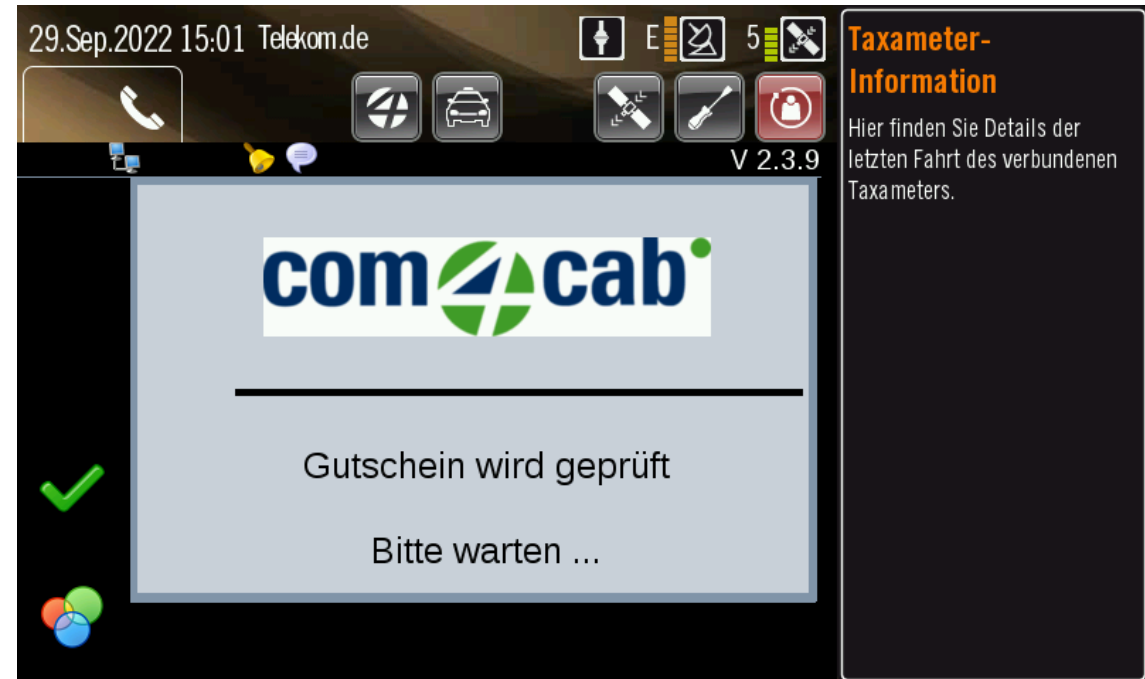 29.Sep.2022 15:01 Telekom.de E 5
V 2.3.9
com4cab
Gutschein wird geprüft
Bitte warten ...
Taxameter-
Information
Hier finden Sie Details der
letzten Fahrt des verbundenen
Taxameters.